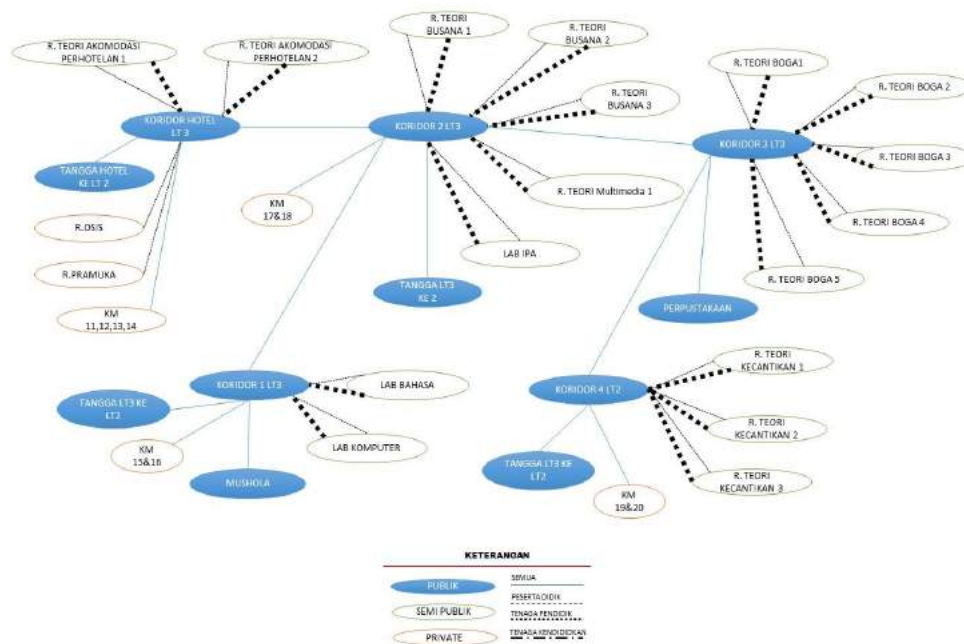 R. TEORI AKOMODASI
PERHOTELAN 1
R. TEORI AKOMODASI
PERHOTELAN 2
R. TEORI
BUSANA 1
R. TEORI
BUSANA 2
R. TEORI
BUSANA 3
R. TEORI BOGA1
R. TEORI BOGA 2
R. TEORI BOGA 3
R. TEORI BOGA 4
R. TEORI BOGA 5
KORIDOR HOTEL
LT 3
KORIDOR 2 LT3
KORIDOR 3 LT3
TANGGA HOTEL
KE LT 2
R.OSIS
R.PRAMUKA
KM
11,12,13,14
KM
17&18
R. TEORI Multimedia 1
LAB IPA
TANGGA LT3
KE 2
PERPUSTAKAAN
KORIDOR 1 LT3
LAB BAHASA
LAB KOMPUTER
TANGGA LT3 KE
LT2
KM
15&16
MUSHOLA
KORIDOR 4 LT2
R. TEORI
KECANTIKAN 1
R. TEORI
KECANTIKAN 2
R. TEORI
KECANTIKAN 3
TANGGA LT3 KE
LT2
KM
19&20
KETERANGAN
PUBLIK
SEMI PUBLIK
PRIVATE
SEMUA
PESERTA DIDIK
TENAGA PENDIDIK
TENAGA KENDIDIDKAN